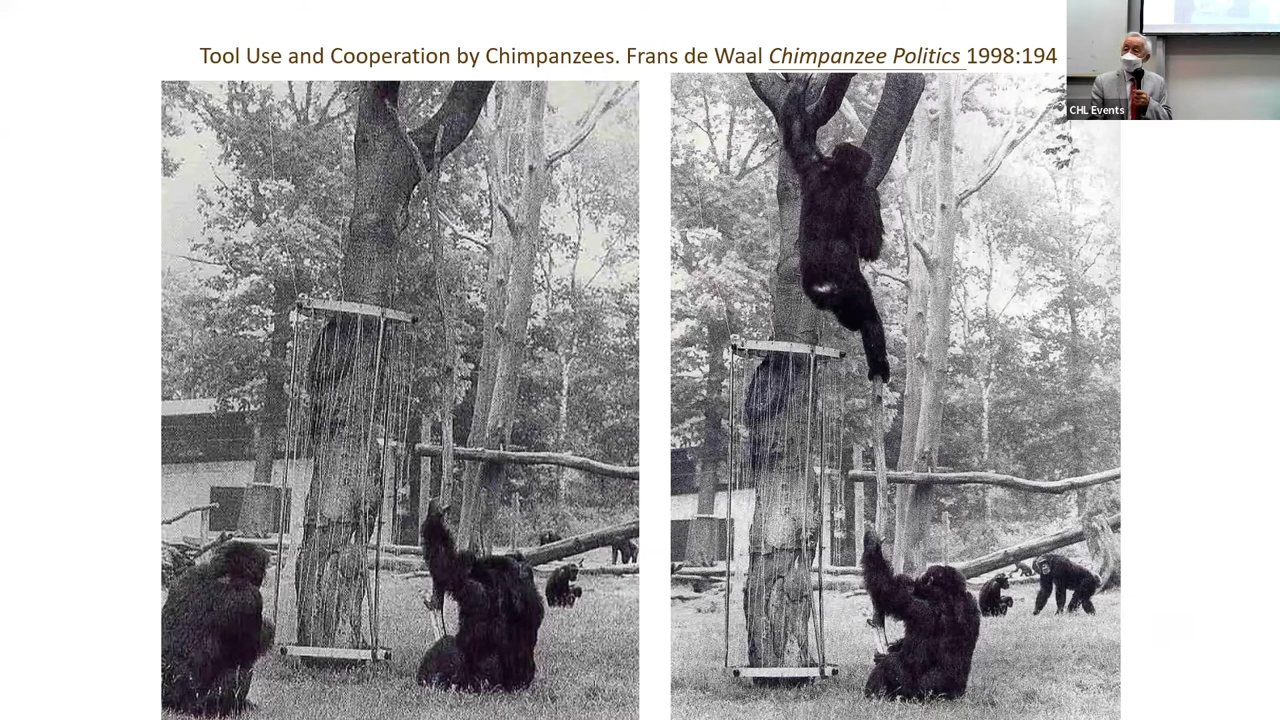 Tool Use and Cooperation by Chimpanzees. Frans de Waal Chimpanzee Politics 1998:194
CHL Events